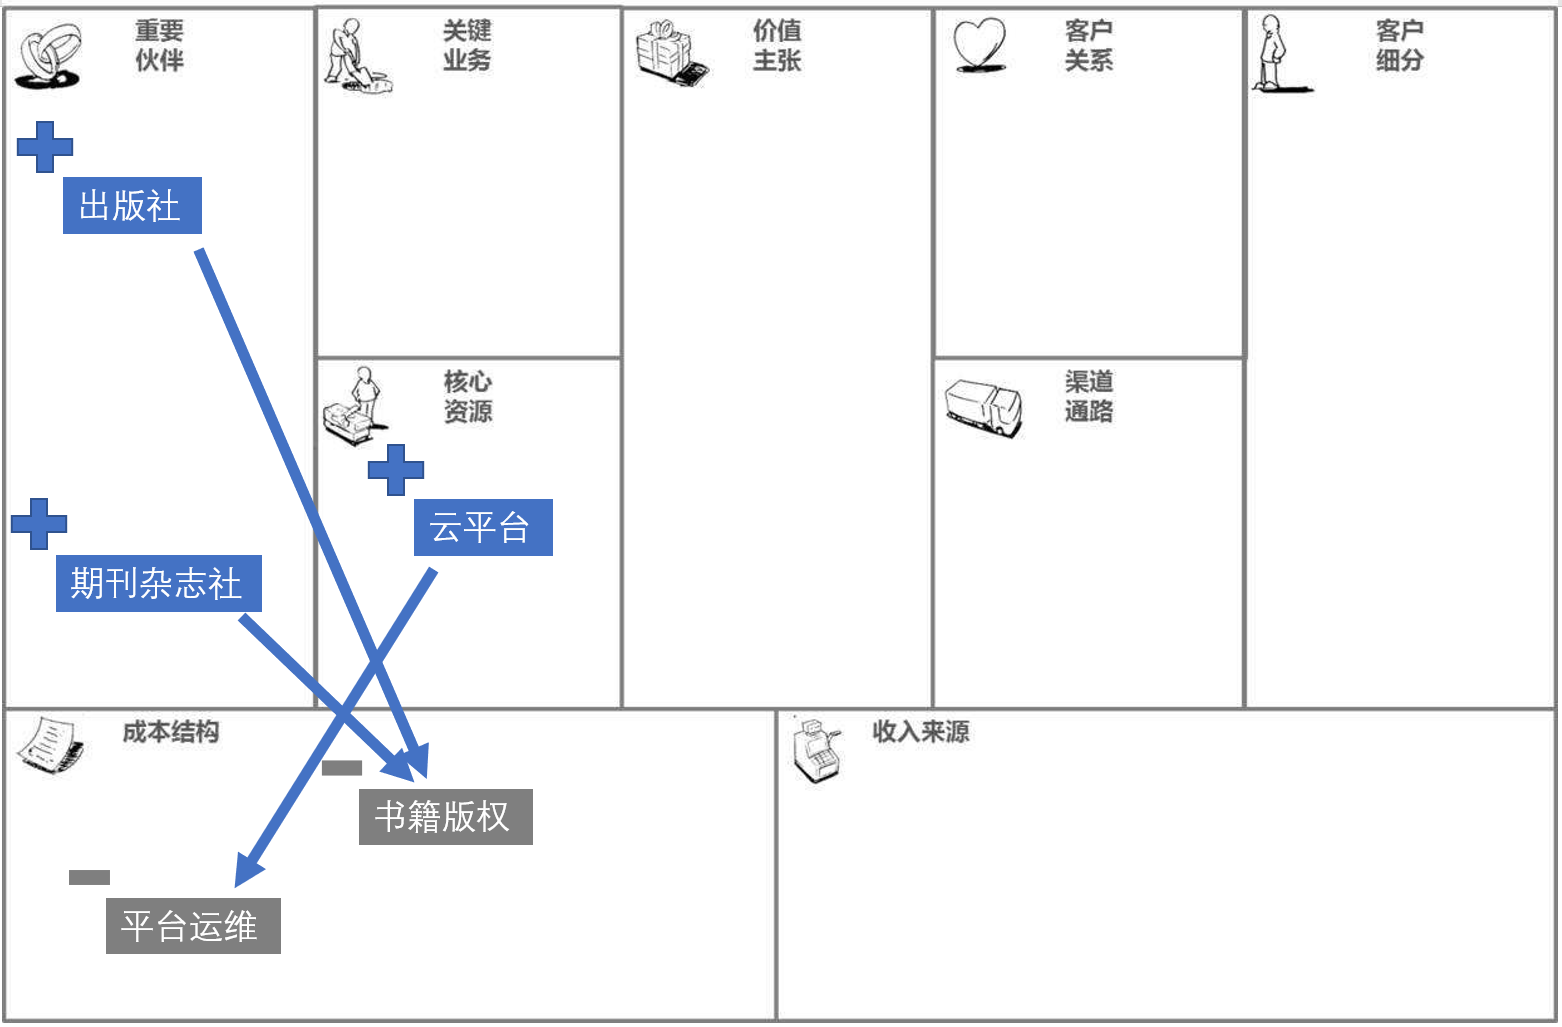 重要
伙伴
关键
业务
价值
主张
客户
关系
客户
细分
出版社
核心
资源
渠道
通路
云平台
期刊杂志社
成本结构
收入来源
书籍版权
平台运维